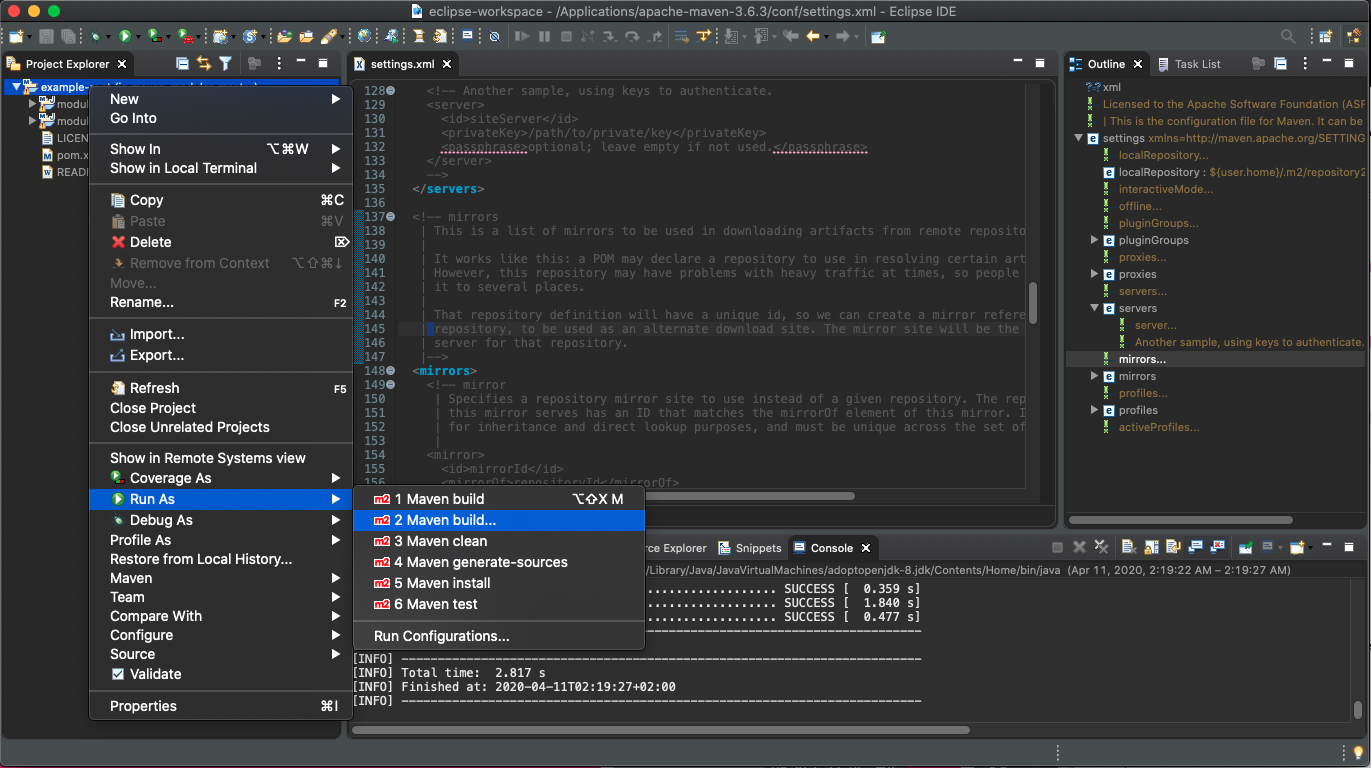 eclipse-workspace - /Applications/apache-maven-3.6.3/conf/settings.xml - Eclipse IDE
Project Explorer
modul
modul
LICEN
pom.x
READ
New
Go Into
Show In ⌥⌘W
Show in Local Terminal
Copy ⌘C
Paste ⌘V
Delete ⌦
Remove from Context ⌥⇧⌘↓
Move...
Rename... F2
Import...
Export...
Refresh F5
Close Project
Close Unrelated Projects
Show in Remote Systems view
Coverage As
Run As
Debug As
Profile As
Restore from Local History...
Maven
Team
Compare With
Configure
Source
Validate
Properties ⌘I
1 Maven build ⌥⇧X M
2 Maven build...
3 Maven clean
4 Maven generate-sources
5 Maven install
6 Maven test
Run Configurations...
settings.xml
128 <!-- Another sample, using keys to authenticate.
129 <server>
130 <id>siteServer</id>
131 <privateKey>/path/to/private/key</privateKey>
132 <passphrase>optional; leave empty if not used.</passphrase>
133 </server>
134 -->
135 </servers>
136
137 <!-- mirrors
138 | This is a list of mirrors to be used in downloading artifacts from remote reposito
139 |
140 | It works like this: a POM may declare a repository to use in resolving certain art
141 | However, this repository may have problems with heavy traffic at times, so people
142 | it to several places.
143 |
144 | That repository definition will have a unique id, so we can create a mirror refere
145 | repository, to be used as an alternate download site. The mirror site will be the
146 | server for that repository.
147 |-->
148 <mirrors>
149 <!-- mirror
150 | Specifies a repository mirror site to use instead of a given repository. The rep
151 | this mirror serves has an ID that matches the mirrorOf element of this mirror. I
152 | for inheritance and direct lookup purposes, and must be unique across the set of
153 |
154 <mirror>
155 <id>mirrorId</id>
156 <mirrorOf>repositoryId</mirrorOf>
Outline
Task List
?-? xml
Licensed to the Apache Software Foundation (ASF
| This is the configuration file for Maven. It can be
settings xmlns=http://maven.apache.org/SETTING
localRepository...
localRepository : ${user.home}/.m2/repository2
interactiveMode...
offline...
pluginGroups...
pluginGroups
proxies...
proxies
servers...
servers
server...
Another sample, using keys to authenticate.
mirrors...
mirrors
profiles...
profiles
activeProfiles...
rce Explorer
Snippets
Console
/Library/Java/JavaVirtualMachines/adoptopenjdk-8.jdk/Contents/Home/bin/java (Apr 11, 2020, 2:19:22 AM – 2:19:27 AM)
.................. SUCCESS [ 0.359 s]
.................. SUCCESS [ 1.840 s]
.................. SUCCESS [ 0.477 s]
[INFO] ------------------------------------------------------------------------
[INFO] Total time: 2.817 s
[INFO] Finished at: 2020-04-11T02:19:27+02:00
[INFO] ------------------------------------------------------------------------